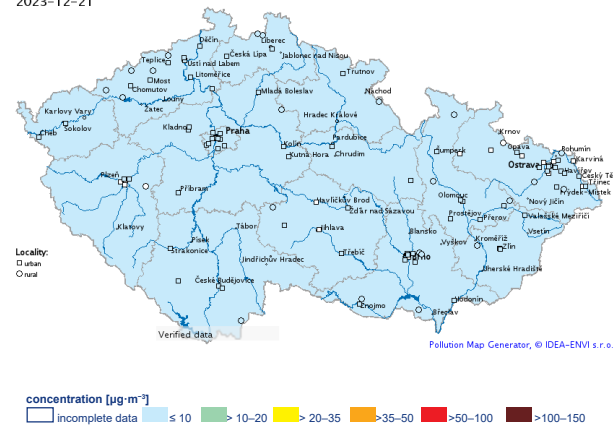 2023-12-21
Děčín
Liberec
Teplice
Česká Lípa
Jablonec nad Nisou
Ústí nad Labem
Most
Litoměřice
Trutnov
Chomutov
Mladá Boleslav
Náchod
Louny
Žatec
Karlovy Vary
Hradec Králové
Cheb
Sokolov
Kladno
Praha
Krnov
Pardubice
Opava
Bohumín
Kolín
Šumperk
Karviná
Kutná Hora
Chrudim
Ostrava
Havířov
Plzeň
Český Tě
Třinec
Příbram
Frýdek-Místek
Olomouc
Nový Jičín
Havlíčkův Brod
Žďár nad Sázavou
Prostějov
Přerov
Valašské Meziříčí
Klatovy
Tábor
Jihlava
Blansko
Vsetín
Písek
Vyškov
Kroměříž
Strakonice
Třebíč
Zlín
Brno
Jindřichův Hradec
Uherské Hradiště
České Budějovice
Hodonín
Znojmo
Břeclav
Locality:
urban
rural
Verified data
Pollution Map Generator, © IDEA-ENVI s.r.o.
concentration [µg·m⁻³]
incomplete data ≤ 10 > 10–20 > 20–35 >35–50 >50–100 >100–150